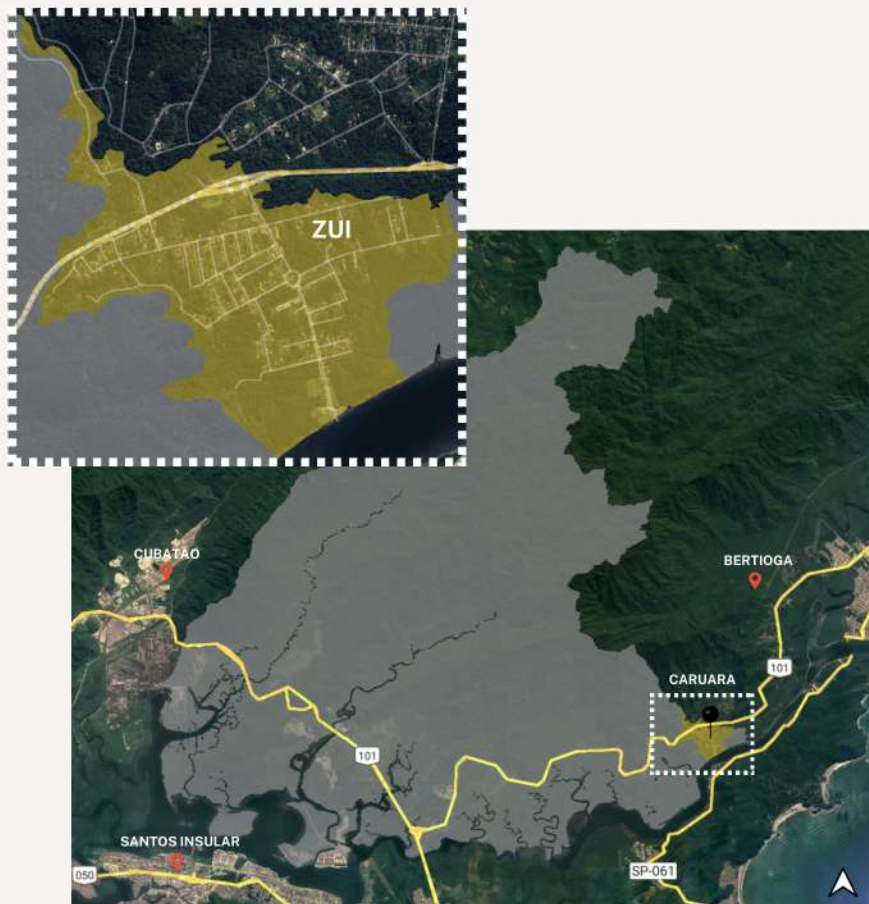 ZUI
CUBATÃO
BERTIOGA
CARUARA
101
101
SANTOS INSULAR
050
SP-061